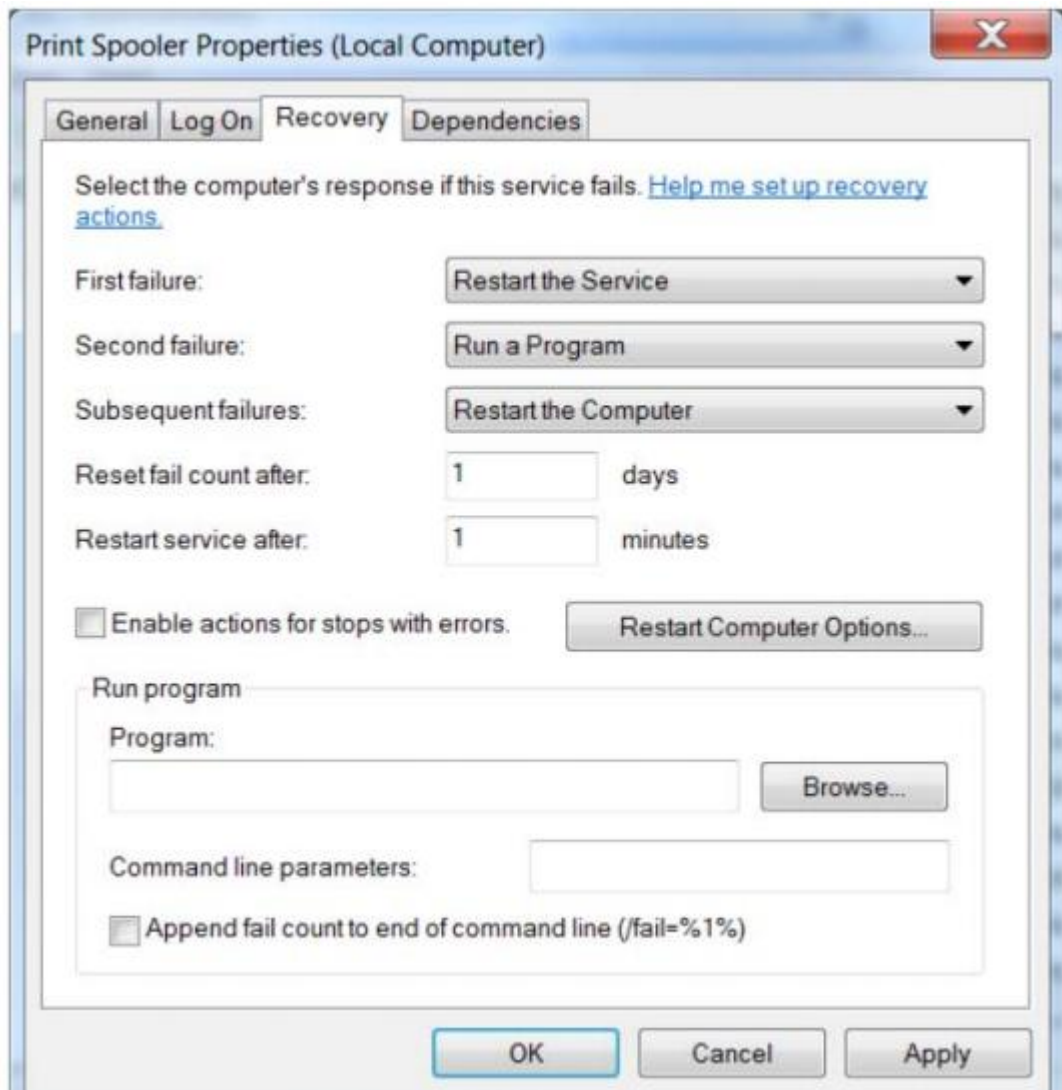 Print Spooler Properties (Local Computer)
General Log On Recovery Dependencies
Select the computer's response if this service fails. Help me set up recovery
actions.
First failure: Restart the Service
Second failure: Run a Program
Subsequent failures: Restart the Computer
Reset fail count after: 1 days
Restart service after: 1 minutes
Enable actions for stops with errors. Restart Computer Options...
Run program
Program:
Browse...
Command line parameters:
Append fail count to end of command line (/fail=%1%)
OK Cancel Apply